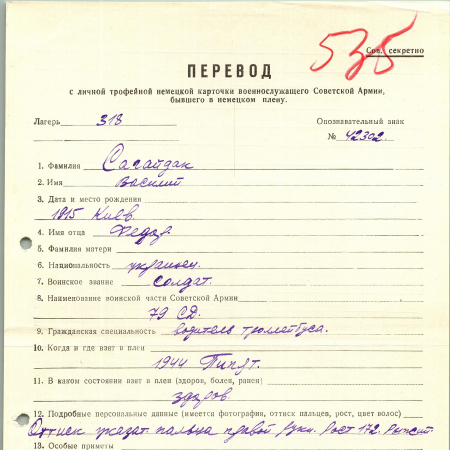 535
Сов. секретно
ПЕРЕВОД
с личной трофейной немецкой карточки военнослужащего Советской Армии,
бывшего в немецком плену.
Лагерь 318 Опознавательный знак
№ 42302.
1. Фамилия Сагайдак
2. Имя Василий
3. Дата и место рождения
1915 Киев
4. Имя отца Федор
5. Фамилия матери
6. Национальность украинец.
7. Воинское звание солдат.
8. Наименование воинской части Советской Армии
79 СД.
9. Гражданская специальность водитель троллейбуса.
10. Когда и где взят в плен
1944
11. В каком состоянии взят в плен (здоров, болен, ранен)
здоров
12. Подробные персональные данные (имеется фотография, оттиск пальцев, рост, цвет волос)
Оттиск указат. пальца правой руки. Рост 172.
13. Особые приметы